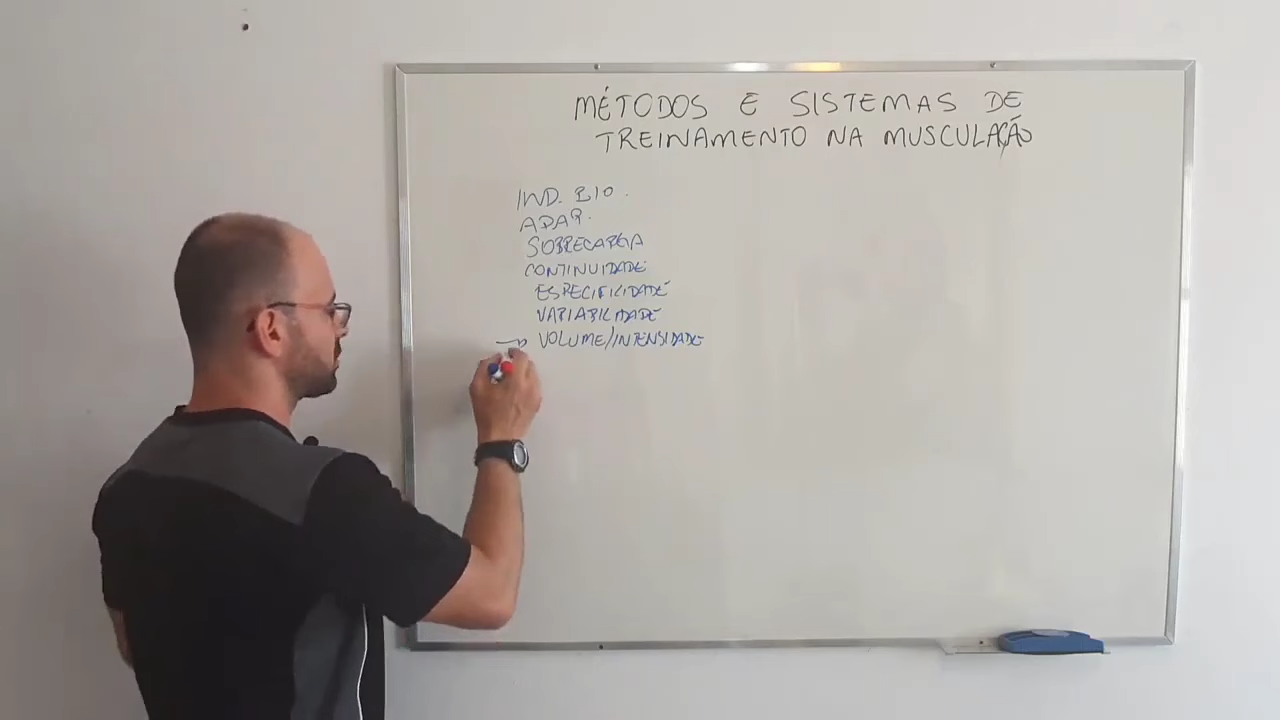 MÉTODOS E SISTEMAS DE
TREINAMENTO NA MUSCULAÇÃO
IND. BIO.
ADAP.
SOBRECARGA
CONTINUIDADE
ESPECIFICIDADE
VARIABILIDADE
→ VOLUME/INTENSIDADE